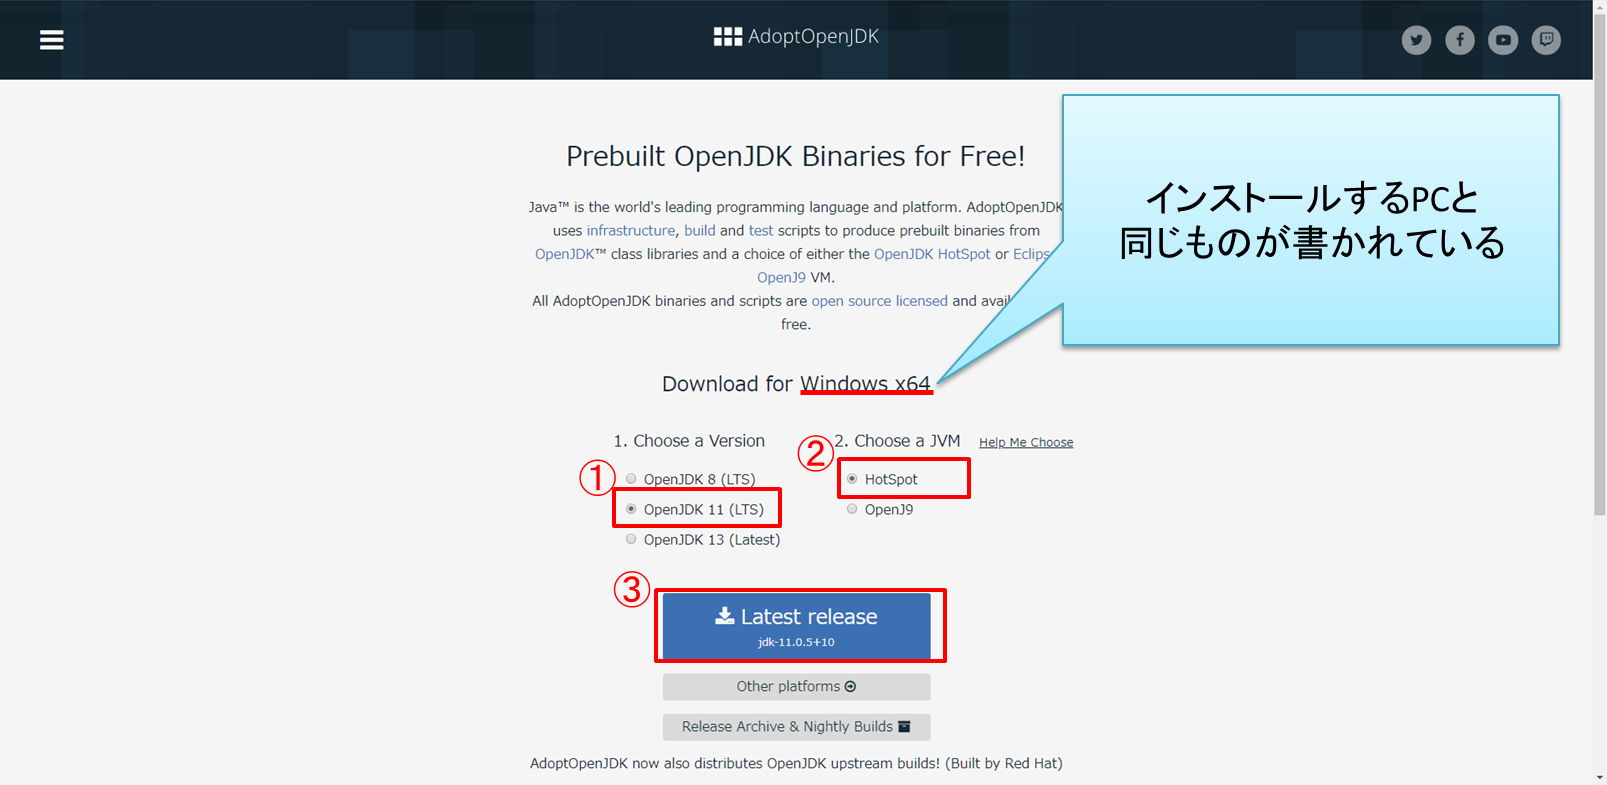 AdoptOpenJDK
Prebuilt OpenJDK Binaries for Free!
Java™ is the world's leading programming language and platform. AdoptOpenJDK
uses infrastructure, build and test scripts to produce prebuilt binaries from
OpenJDK™ class libraries and a choice of either the OpenJDK HotSpot or Eclips
OpenJ9 VM.
All AdoptOpenJDK binaries and scripts are open source licensed and avai
free.
インストールするPCと
同じものが書かれている
Download for Windows x64
1. Choose a Version
① OpenJDK 8 (LTS)
OpenJDK 11 (LTS)
OpenJDK 13 (Latest)
② 2. Choose a JVM Help Me Choose
HotSpot
OpenJ9
③ Latest release
jdk-11.0.5+10
Other platforms
Release Archive & Nightly Builds
AdoptOpenJDK now also distributes OpenJDK upstream builds! (Built by Red Hat)